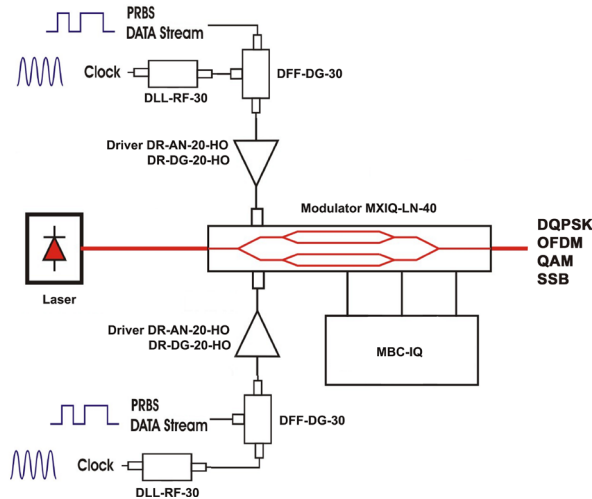 PRBS
DATA Stream
Clock
DLL-RF-30
DFF-DG-30
Driver DR-AN-20-HO
DR-DG-20-HO
Modulator MXIQ-LN-40
DQPSK
OFDM
QAM
SSB
Laser
Driver DR-AN-20-HO
DR-DG-20-HO
MBC-IQ
PRBS
DATA Stream
DFF-DG-30
Clock
DLL-RF-30